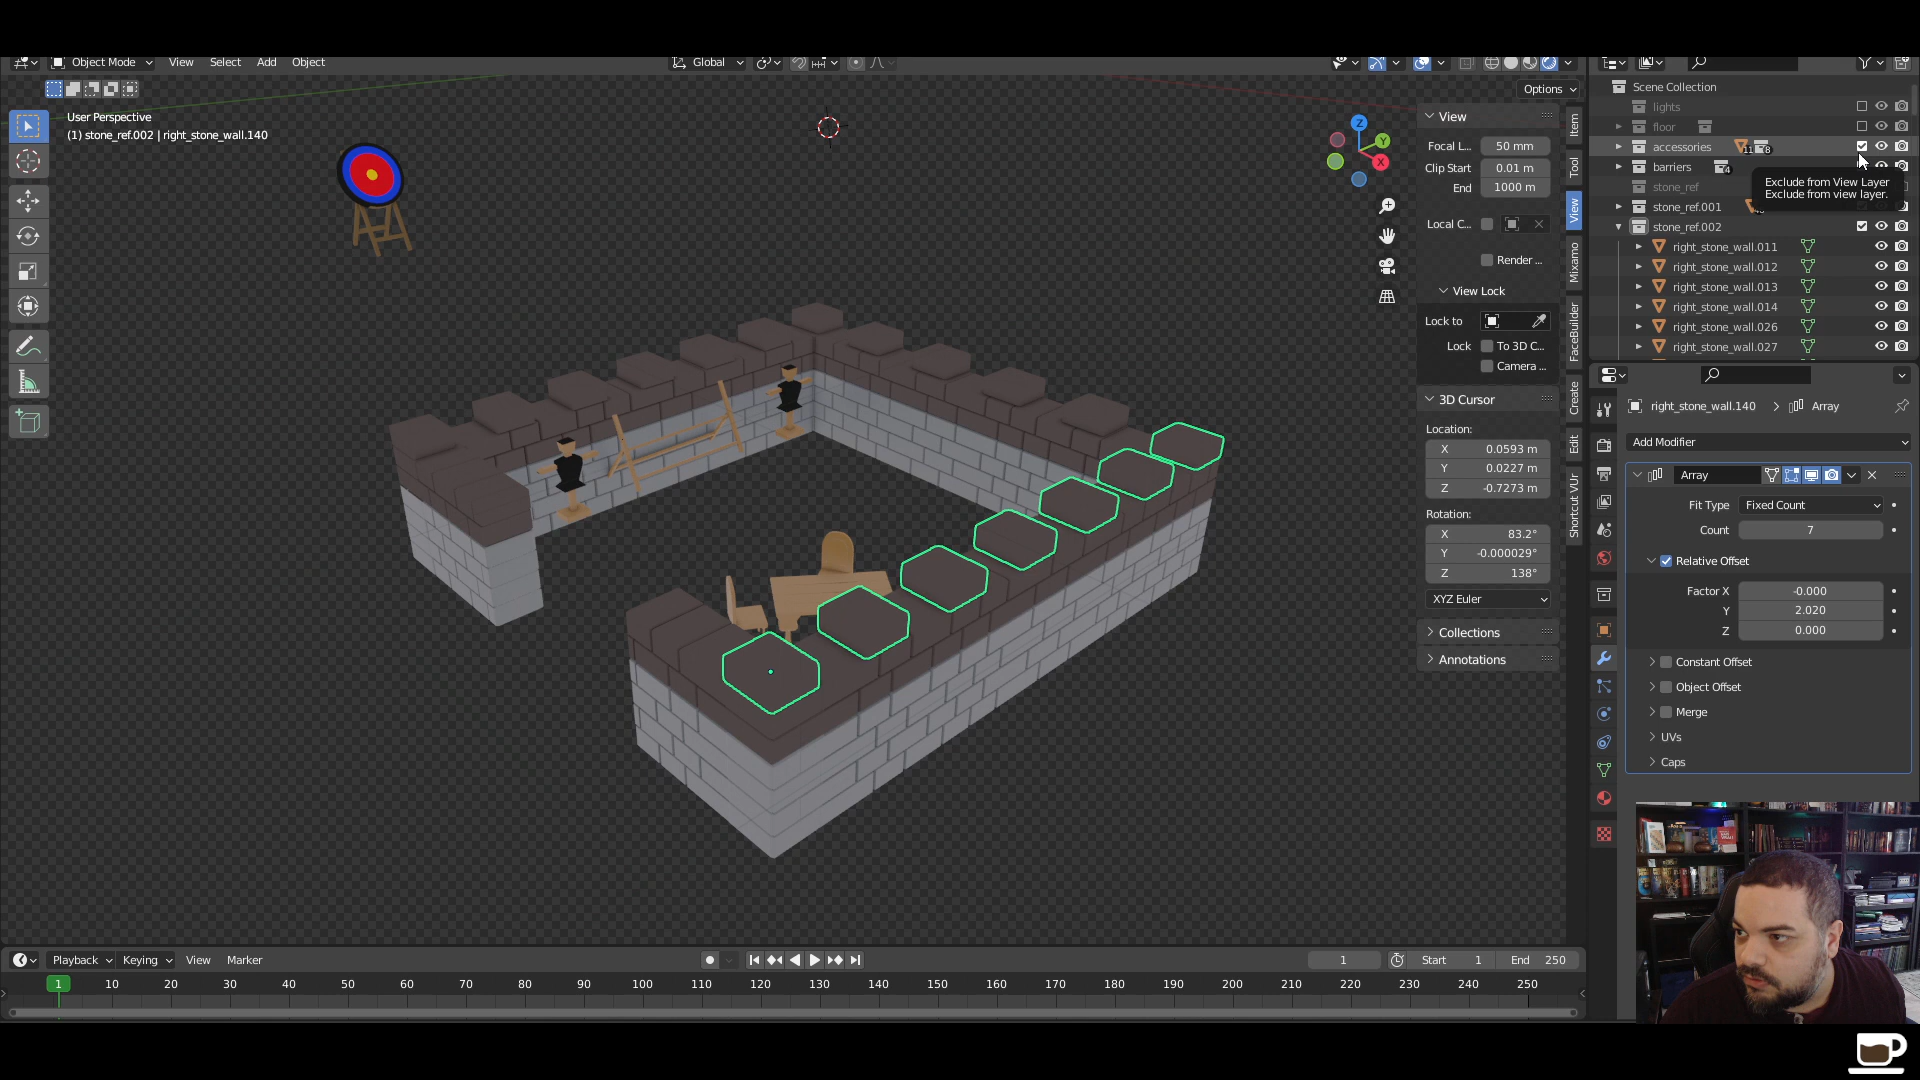 Object Mode
View
Select
Add
Object
Global
Options
User Perspective
(1) stone_ref.002 | right_stone_wall.140
Z
Y
X
View
Focal L...
50 mm
Clip Start
0.01 m
End
1000 m
Local C...
Render ...
View Lock
Lock to
Lock
To 3D C...
Camera ...
3D Cursor
Location:
X
0.0593 m
Y
0.0227 m
Z
-0.7273 m
Rotation:
X
83.2°
Y
-0.000029°
Z
138°
XYZ Euler
Collections
Annotations
Item
Tool
View
Mixamo
FaceBuilder
Create
Edit
Shortcut VUr
Scene Collection
lights
floor
accessories
11
8
barriers
4
stone_ref
stone_ref.001
stone_ref.002
right_stone_wall.011
right_stone_wall.012
right_stone_wall.013
right_stone_wall.014
right_stone_wall.026
right_stone_wall.027
Exclude from View Layer
Exclude from view layer.
right_stone_wall.140
Array
Add Modifier
Array
Fit Type
Fixed Count
Count
7
Relative Offset
Factor X
-0.000
Y
2.020
Z
0.000
Constant Offset
Object Offset
Merge
UVs
Caps
Playback
Keying
View
Marker
1
Start
1
End
250
1
10
20
30
40
50
60
70
80
90
100
110
120
130
140
150
160
170
180
190
200
210
220
230
240
250